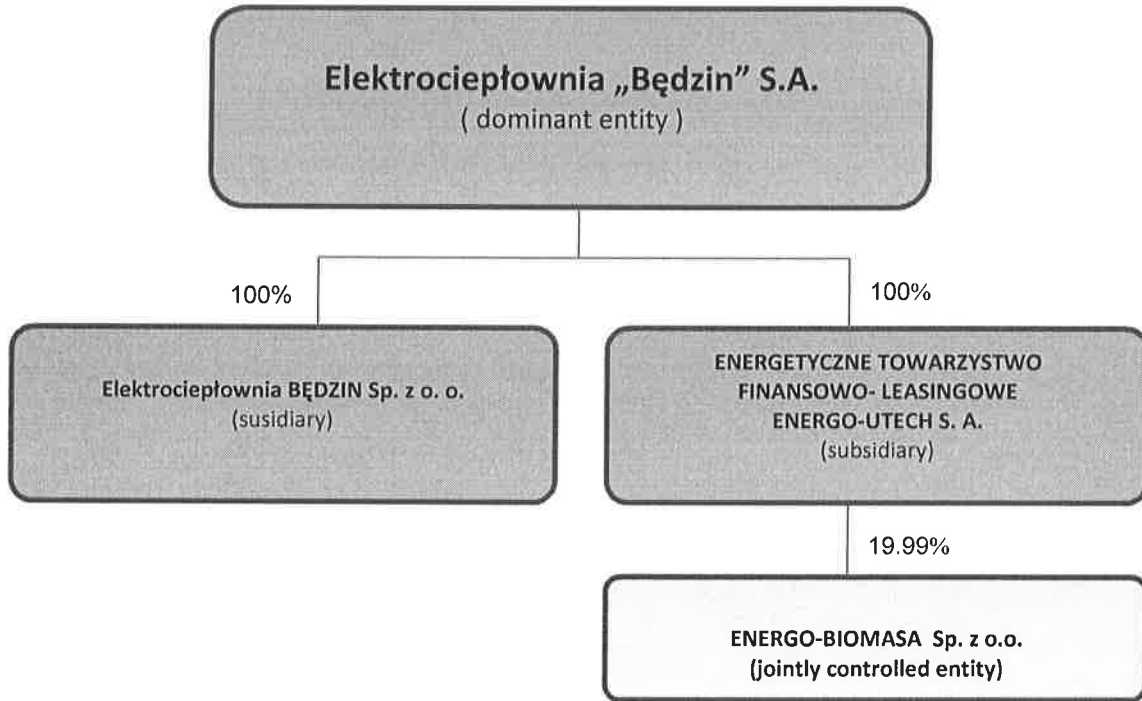 Elektrociepłownia „Będzin” S.A.
( dominant entity )
100%
100%
Elektrociepłownia BĘDZIN Sp. z o. o.
(susidiary)
ENERGETYCZNE TOWARZYSTWO
FINANSOWO- LEASINGOWE
ENERGO-UTECH S. A.
(subsidiary)
19.99%
ENERGO-BIOMASA Sp. z o.o.
(jointly controlled entity)